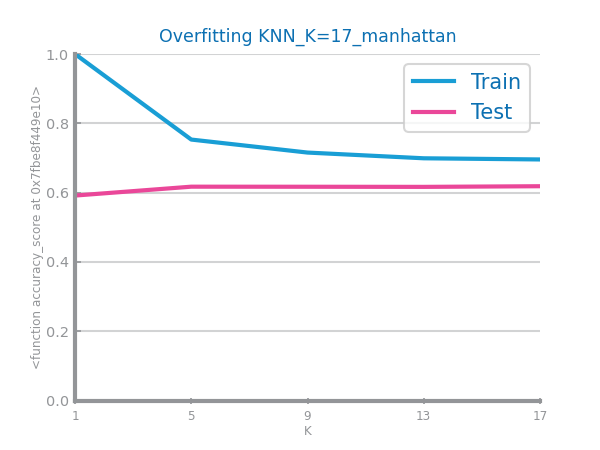 Overfitting KNN_K=17_manhattan
<function accuracy_score at 0x7fbe8f449e10>
1.0
0.8
0.6
0.4
0.2
0.0
Train
Test
1 5 9 13 17
K